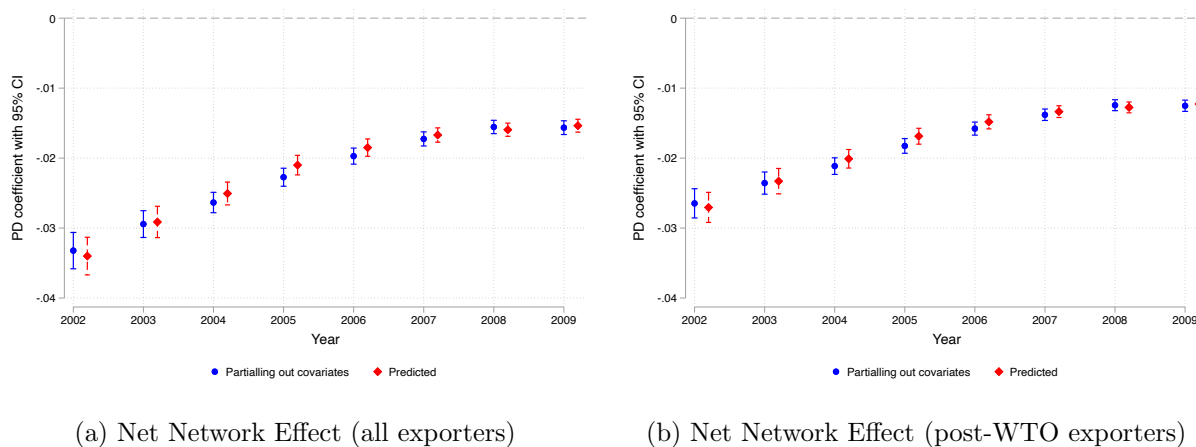 PD coefficient with 95% CI
0
-.01
-.02
-.03
-.04
2002 2003 2004 2005 2006 2007 2008 2009
Year
Partialling out covariates Predicted
(a) Net Network Effect (all exporters)
PD coefficient with 95% CI
0
-.01
-.02
-.03
-.04
2002 2003 2004 2005 2006 2007 2008 2009
Year
Partialling out covariates Predicted
(b) Net Network Effect (post-WTO exporters)